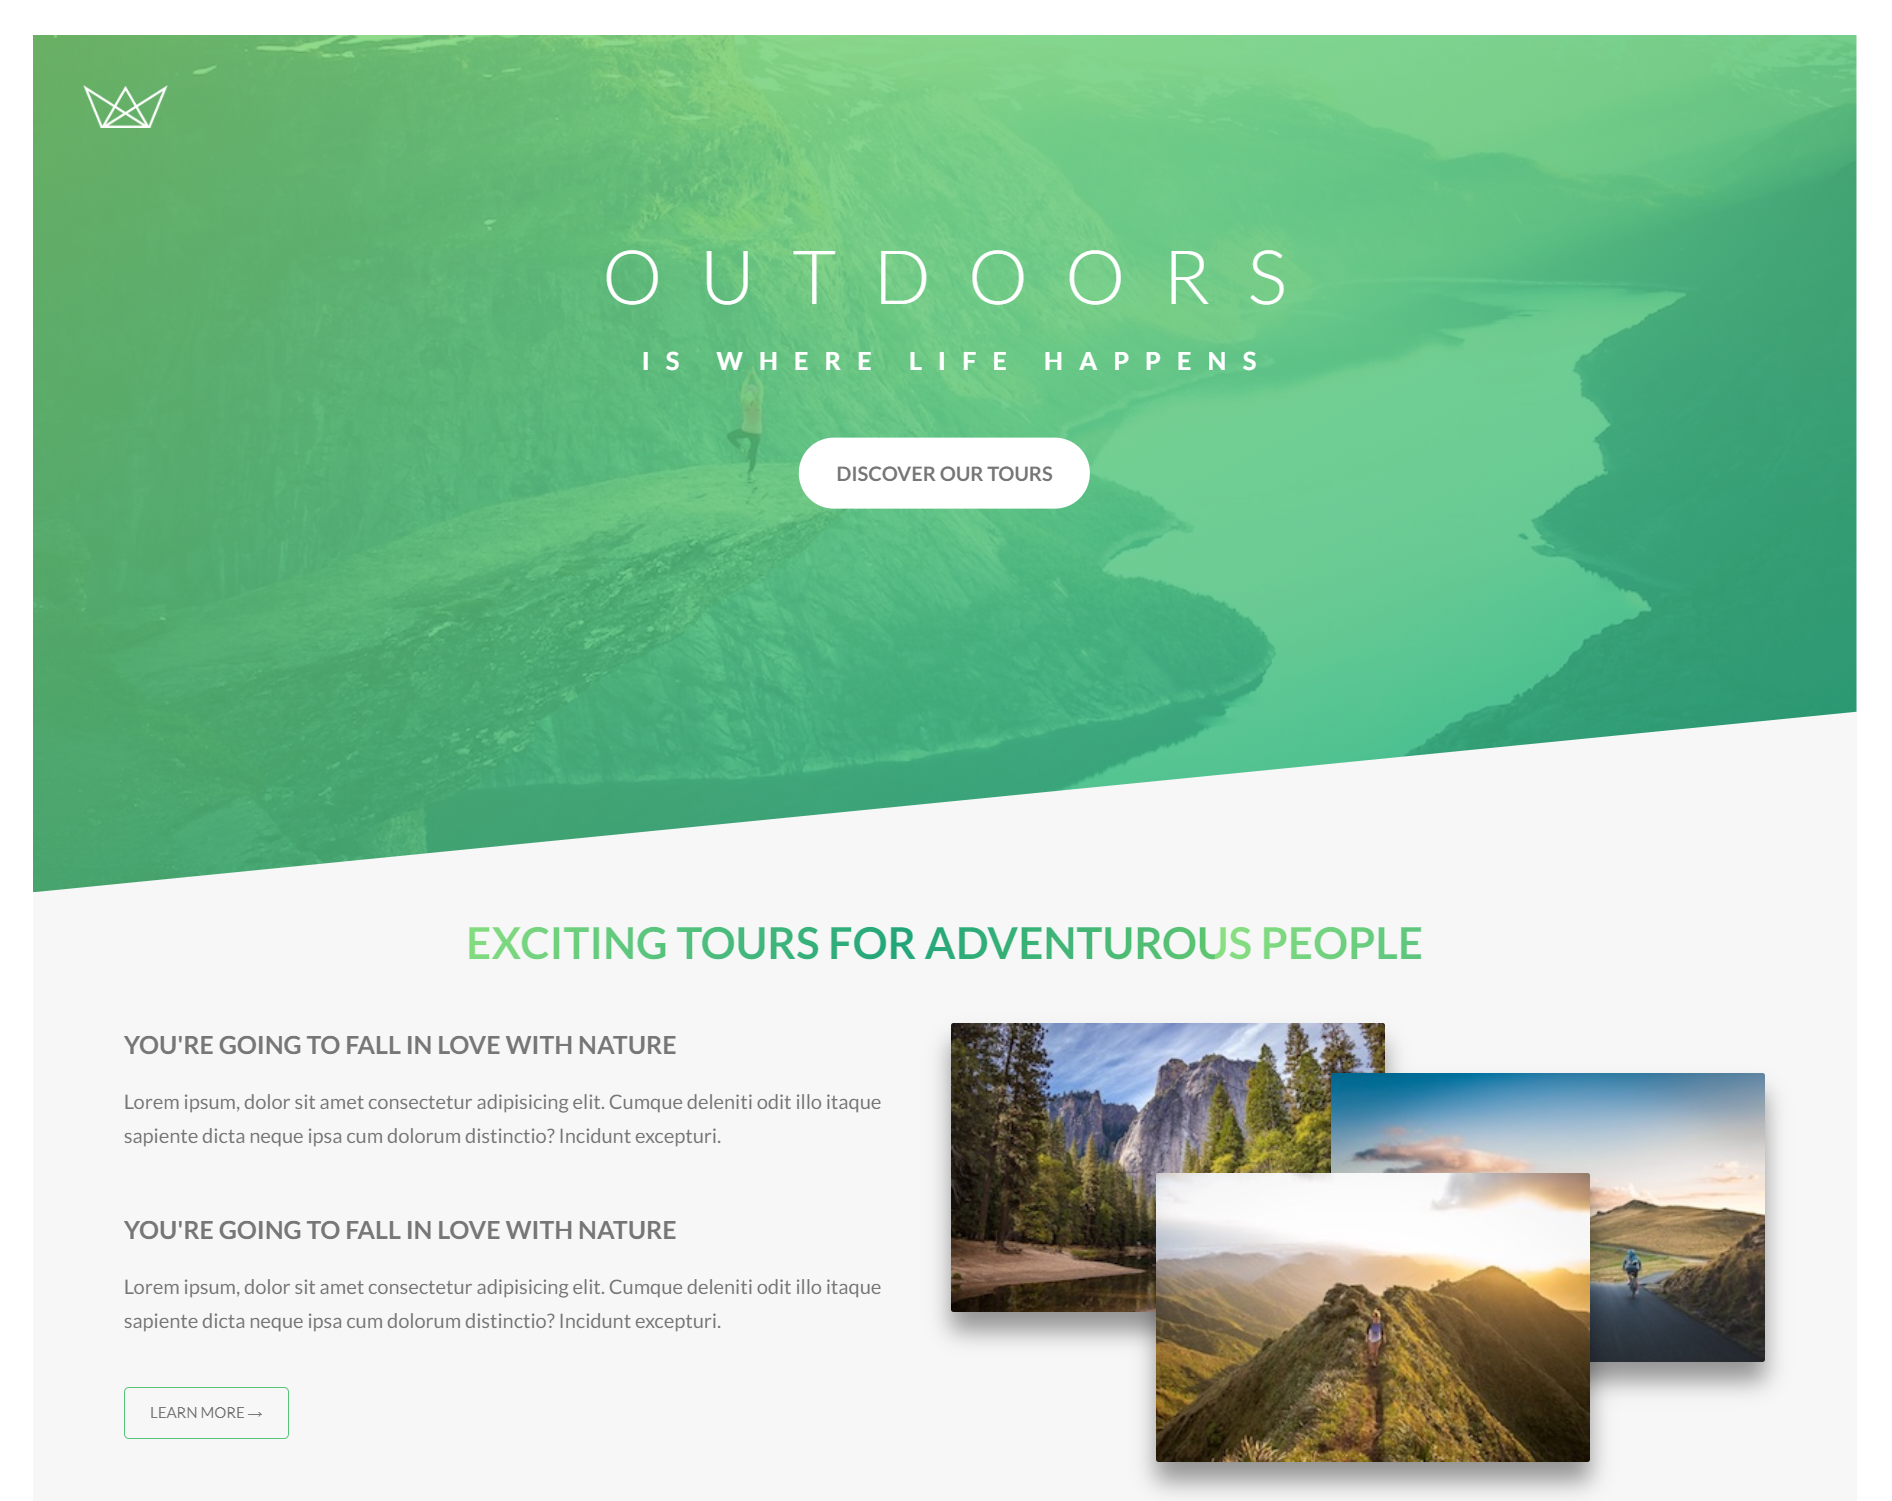 OUTDOORS
IS WHERE LIFE HAPPENS
DISCOVER OUR TOURS
EXCITING TOURS FOR ADVENTUROUS PEOPLE
YOU'RE GOING TO FALL IN LOVE WITH NATURE
Lorem ipsum, dolor sit amet consectetur adipisicing elit. Cumque deleniti odit illo itaque
sapiente dicta neque ipsa cum dolorum distinctio? Incidunt excepturi.
YOU'RE GOING TO FALL IN LOVE WITH NATURE
Lorem ipsum, dolor sit amet consectetur adipisicing elit. Cumque deleniti odit illo itaque
sapiente dicta neque ipsa cum dolorum distinctio? Incidunt excepturi.
LEARN MORE →